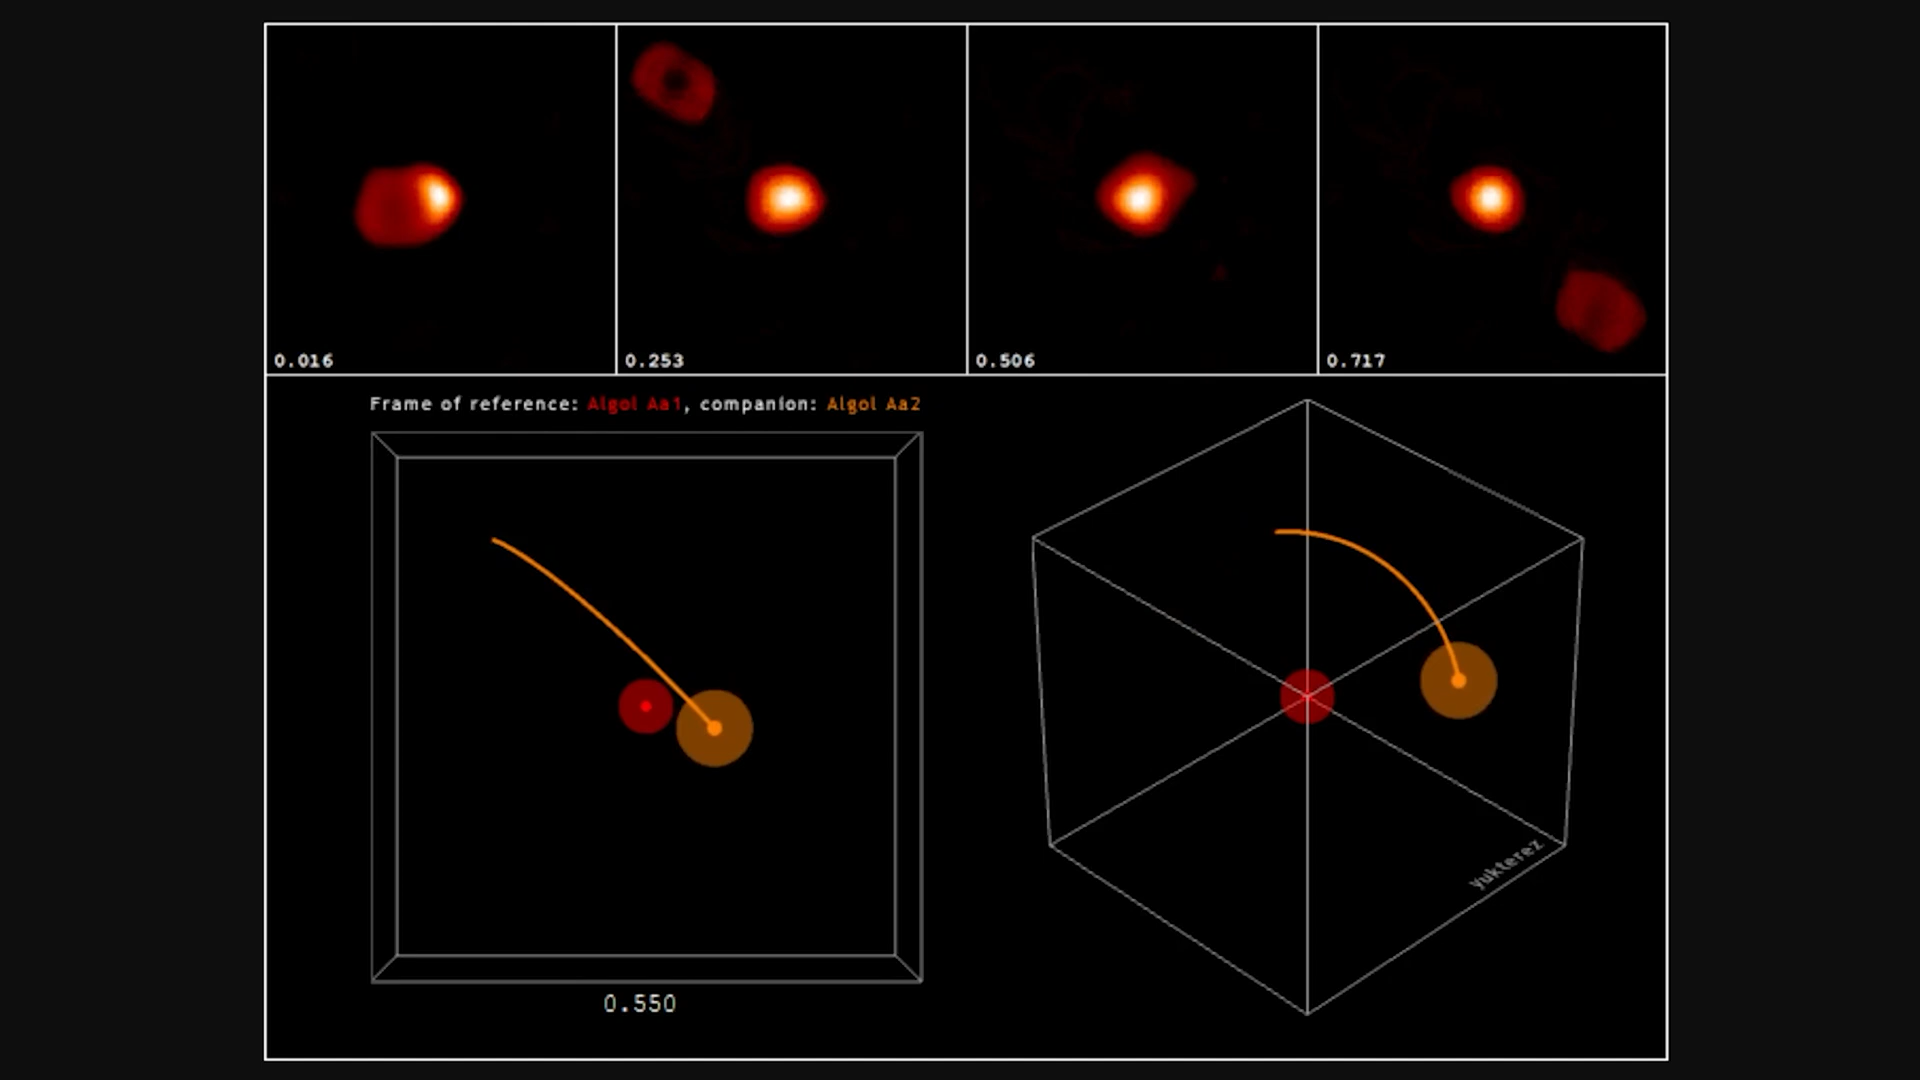 0.016
0.253
0.506
0.717
Frame of reference: Algol Aa1, companion: Algol Aa2
yukterez
0.550